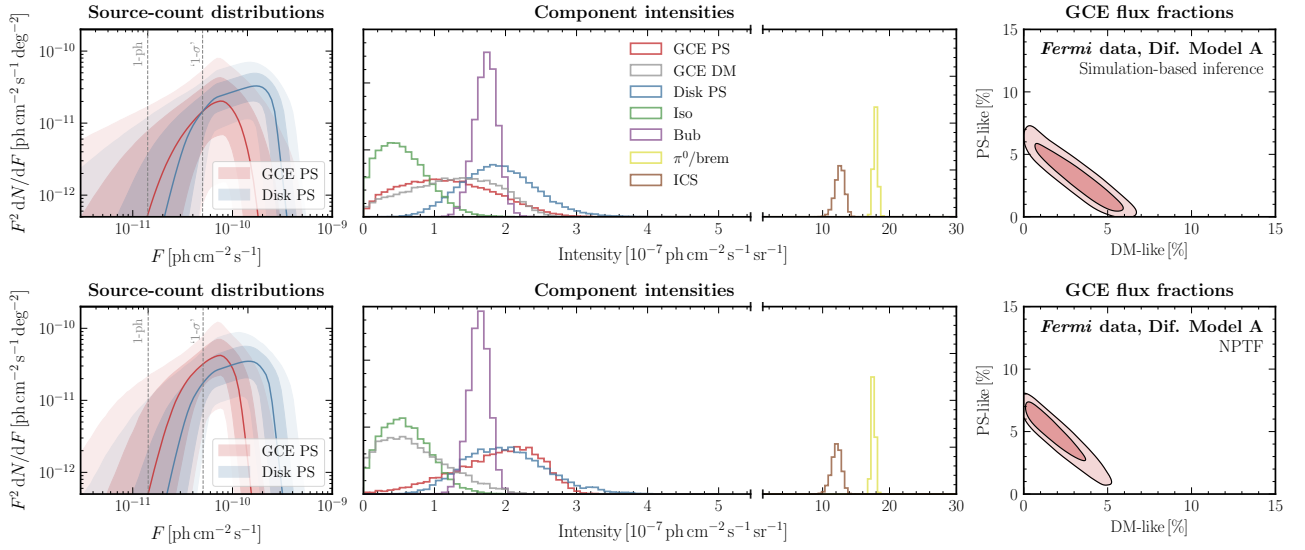 Source-count distributions
Component intensities
GCE flux fractions
F² dN/dF [ph cm⁻² s⁻¹ deg⁻²]
10⁻¹⁰
10⁻¹¹
10⁻¹²
1-ph
'1-σ'
GCE PS
Disk PS
10⁻¹¹ 10⁻¹⁰ 10⁻⁹
F [ph cm⁻² s⁻¹]
GCE PS
GCE DM
Disk PS
Iso
Bub
π⁰/brem
ICS
0 1 2 3 4 5 10 20 30
Intensity [10⁻⁷ ph cm⁻² s⁻¹ sr⁻¹]
PS-like [%]
15
10
5
0
Fermi data, Dif. Model A
Simulation-based inference
0 5 10 15
DM-like [%]
Source-count distributions
Component intensities
GCE flux fractions
F² dN/dF [ph cm⁻² s⁻¹ deg⁻²]
10⁻¹⁰
10⁻¹¹
10⁻¹²
1-ph
'1-σ'
GCE PS
Disk PS
10⁻¹¹ 10⁻¹⁰ 10⁻⁹
F [ph cm⁻² s⁻¹]
0 1 2 3 4 5 10 20 30
Intensity [10⁻⁷ ph cm⁻² s⁻¹ sr⁻¹]
PS-like [%]
15
10
5
0
Fermi data, Dif. Model A
NPTF
0 5 10 15
DM-like [%]